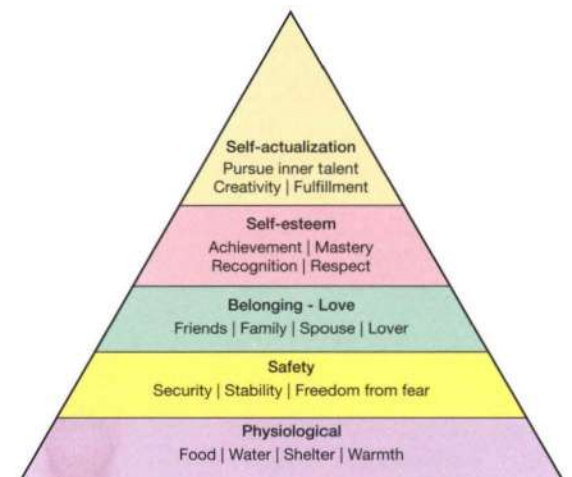 Self-actualization
Pursue inner talent
Creativity | Fulfillment
Self-esteem
Achievement | Mastery
Recognition | Respect
Belonging - Love
Friends | Family | Spouse | Lover
Safety
Security | Stability | Freedom from fear
Physiological
Food | Water | Shelter | Warmth